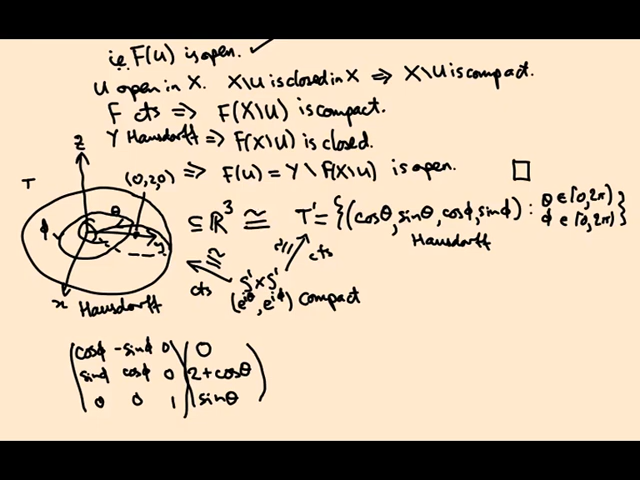 i.e. F(U) is open. ✓
U open in X. X\U is closed in X ⟹ X\U is compact.
F cts ⟹ F(X\U) is compact.
Y Hausdorff ⟹ F(X\U) is closed.
⟹ F(U) = Y \ F(X\U) is open. □
z
T
(0,2,0)
θ
ϕ
y
x
⊆ ℝ³ ≅ T' = {(cosθ, sinθ, cosϕ, sinϕ) : θ ∈ [0,2π) ϕ ∈ [0,2π)}
Hausdorff
≅
cts
≅
cts
S¹×S¹
(e^{iθ}, e^{iϕ}) compact
Hausdorff
(cosϕ -sinϕ 0) (0)
(sinϕ cosϕ 0) (2+cosθ)
(0 0 1) (sinθ)